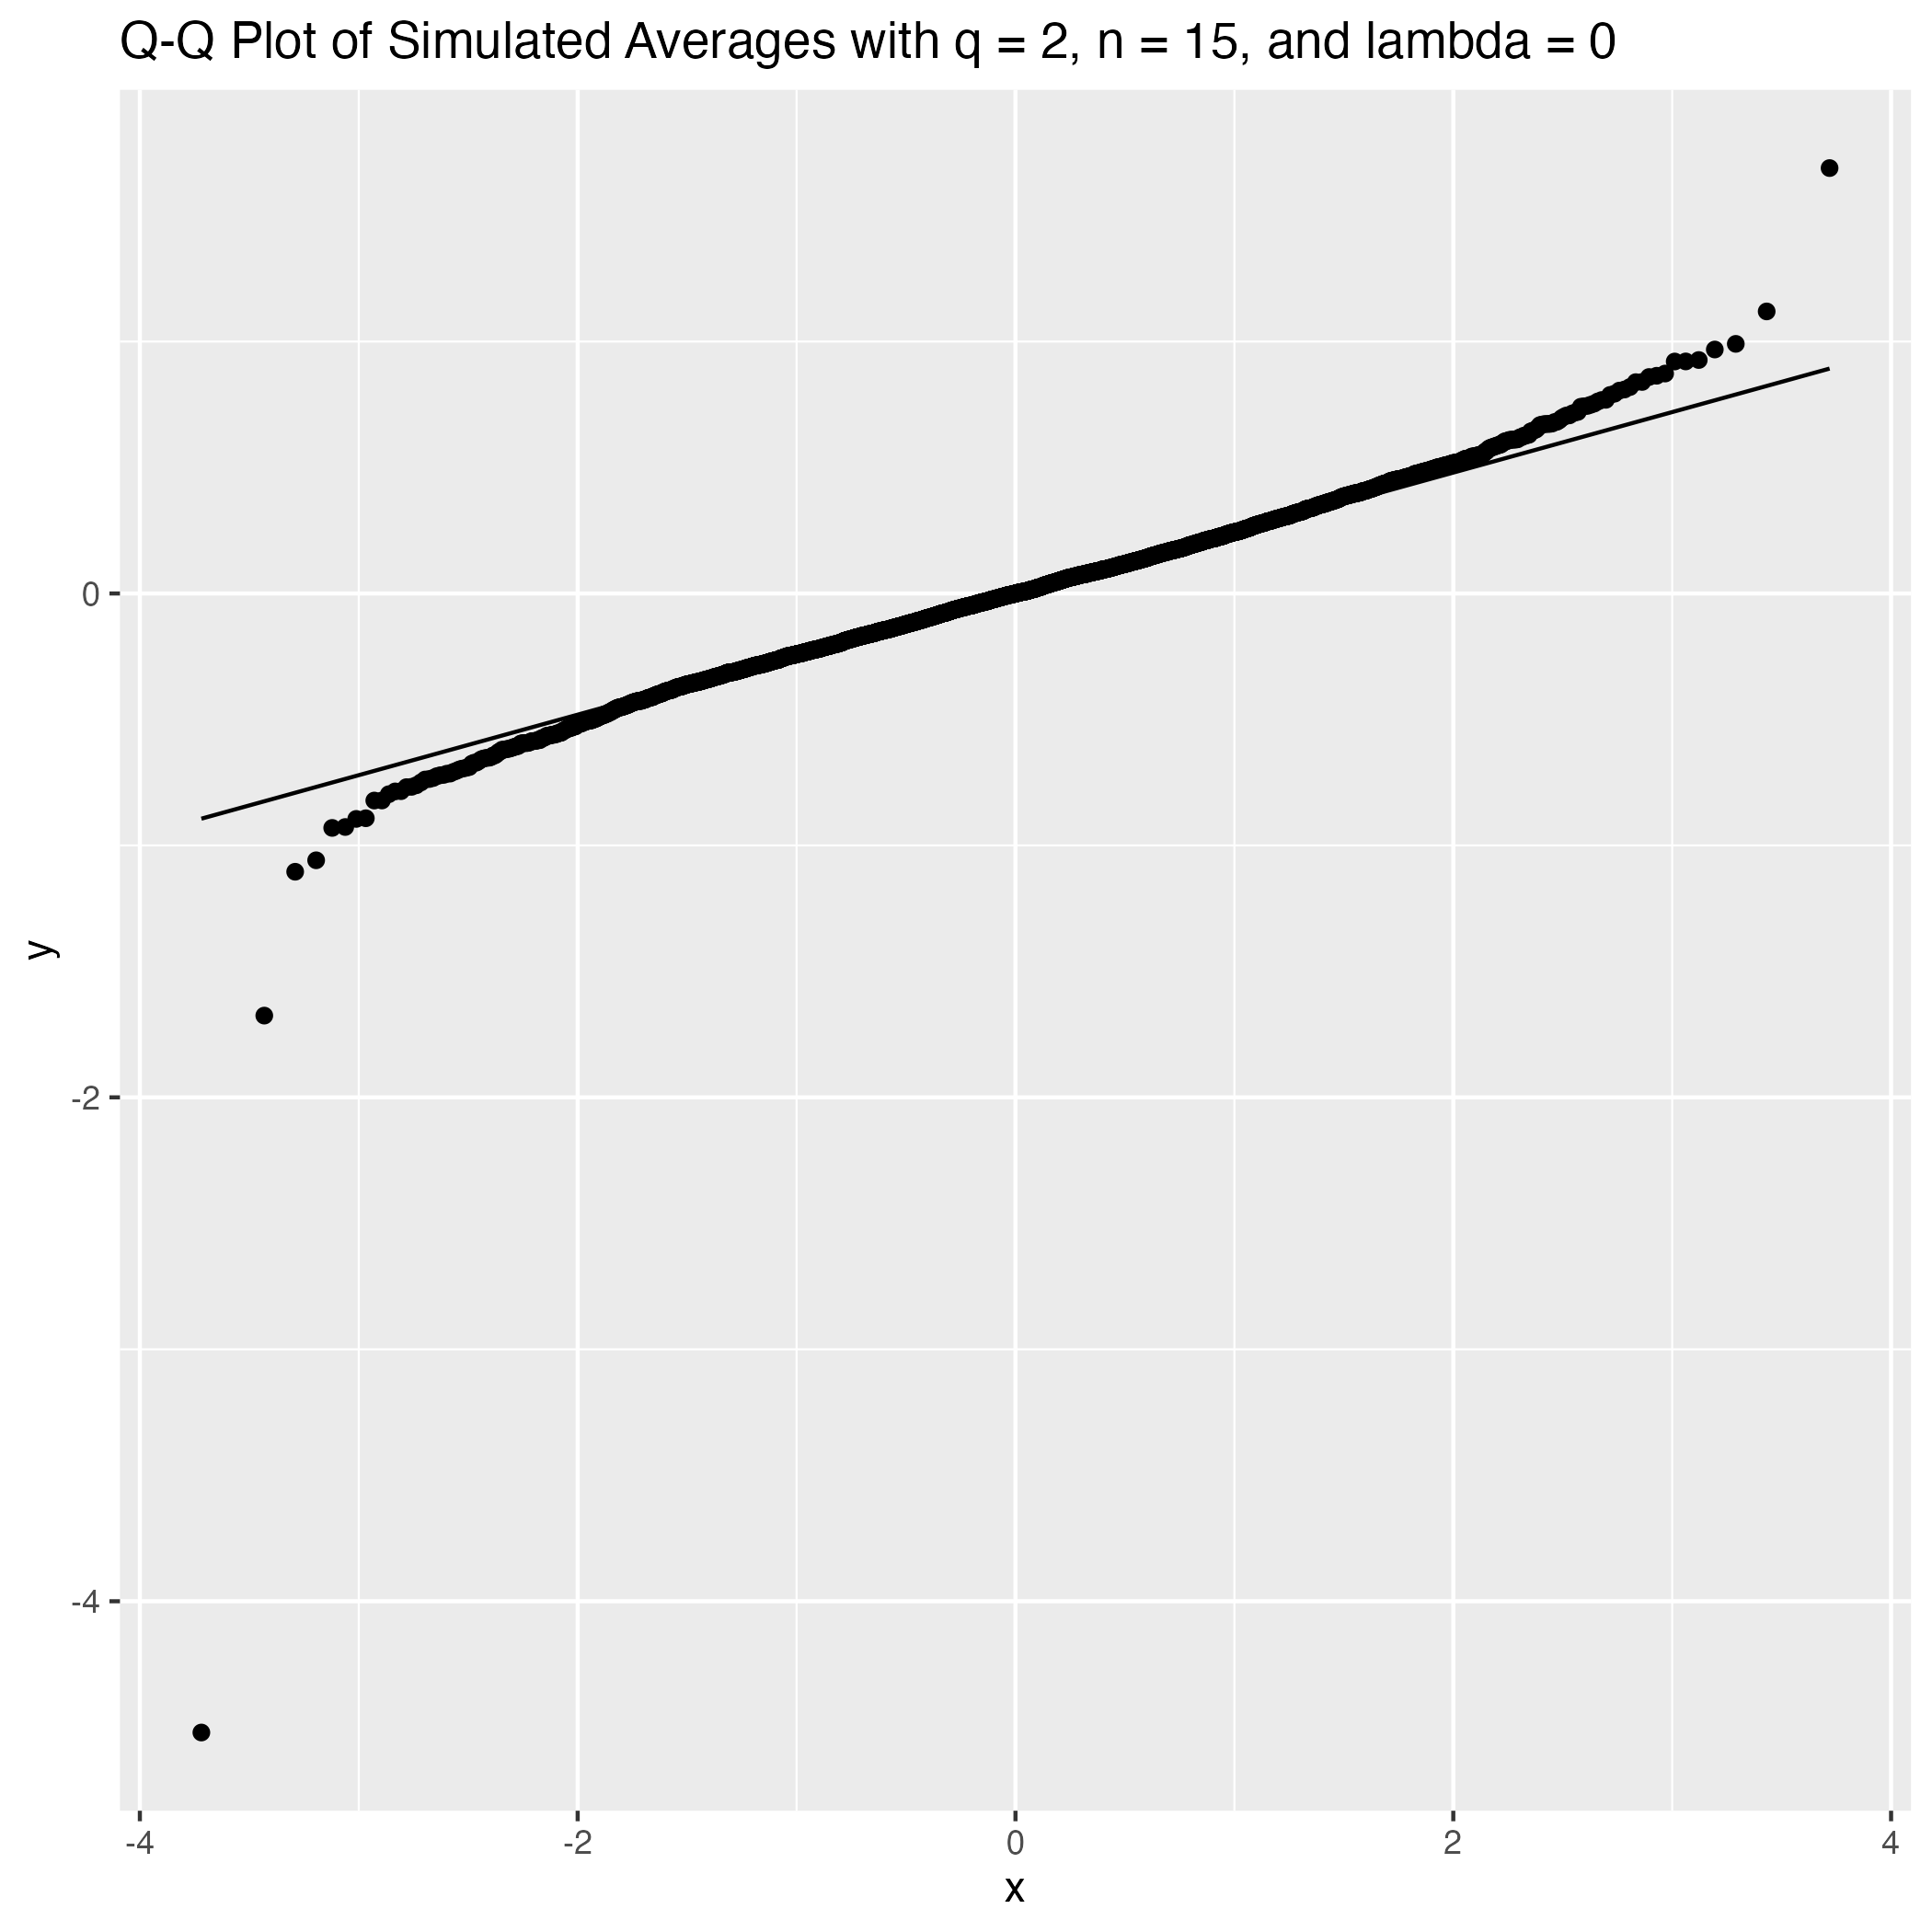 Q-Q Plot of Simulated Averages with q = 2, n = 15, and lambda = 0
0
-2
-4
y
-4
-2
0
2
4
x